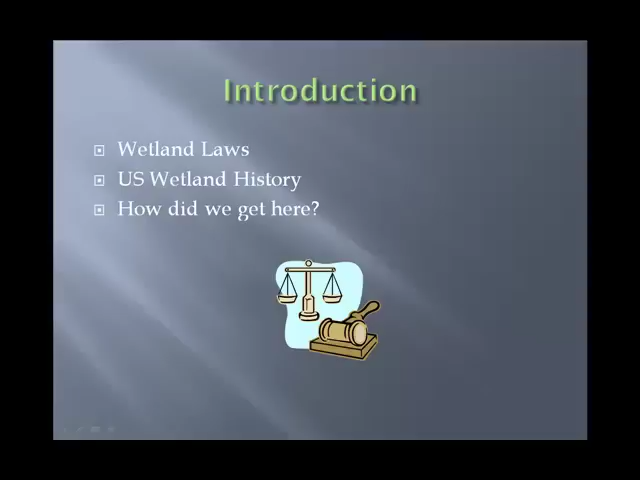 Introduction
Wetland Laws
US Wetland History
How did we get here?